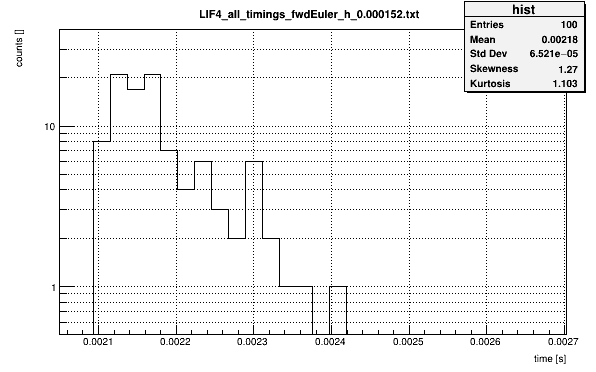 LIF4_all_timings_fwdEuler_h_0.000152.txt
hist
Entries 100
Mean 0.00218
Std Dev 6.521e−05
Skewness 1.27
Kurtosis 1.103
counts []
10
1
0.0021 0.0022 0.0023 0.0024 0.0025 0.0026 0.0027
time [s]